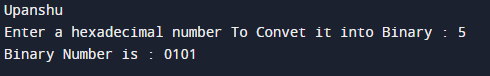 Upanshu
Enter a hexadecimal number To Convet it into Binary : 5
Binary Number is : 0101